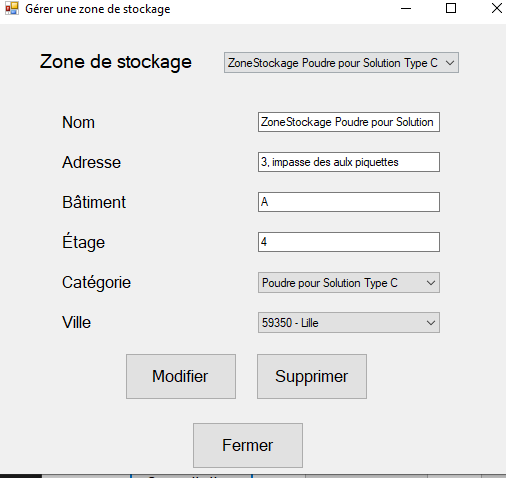 Gérer une zone de stockage
Zone de stockage ZoneStockage Poudre pour Solution Type C
Nom ZoneStockage Poudre pour Solution
Adresse 3, impasse des aulx piquettes
Bâtiment A
Étage 4
Catégorie Poudre pour Solution Type C
Ville 59350 - Lille
Modifier Supprimer
Fermer